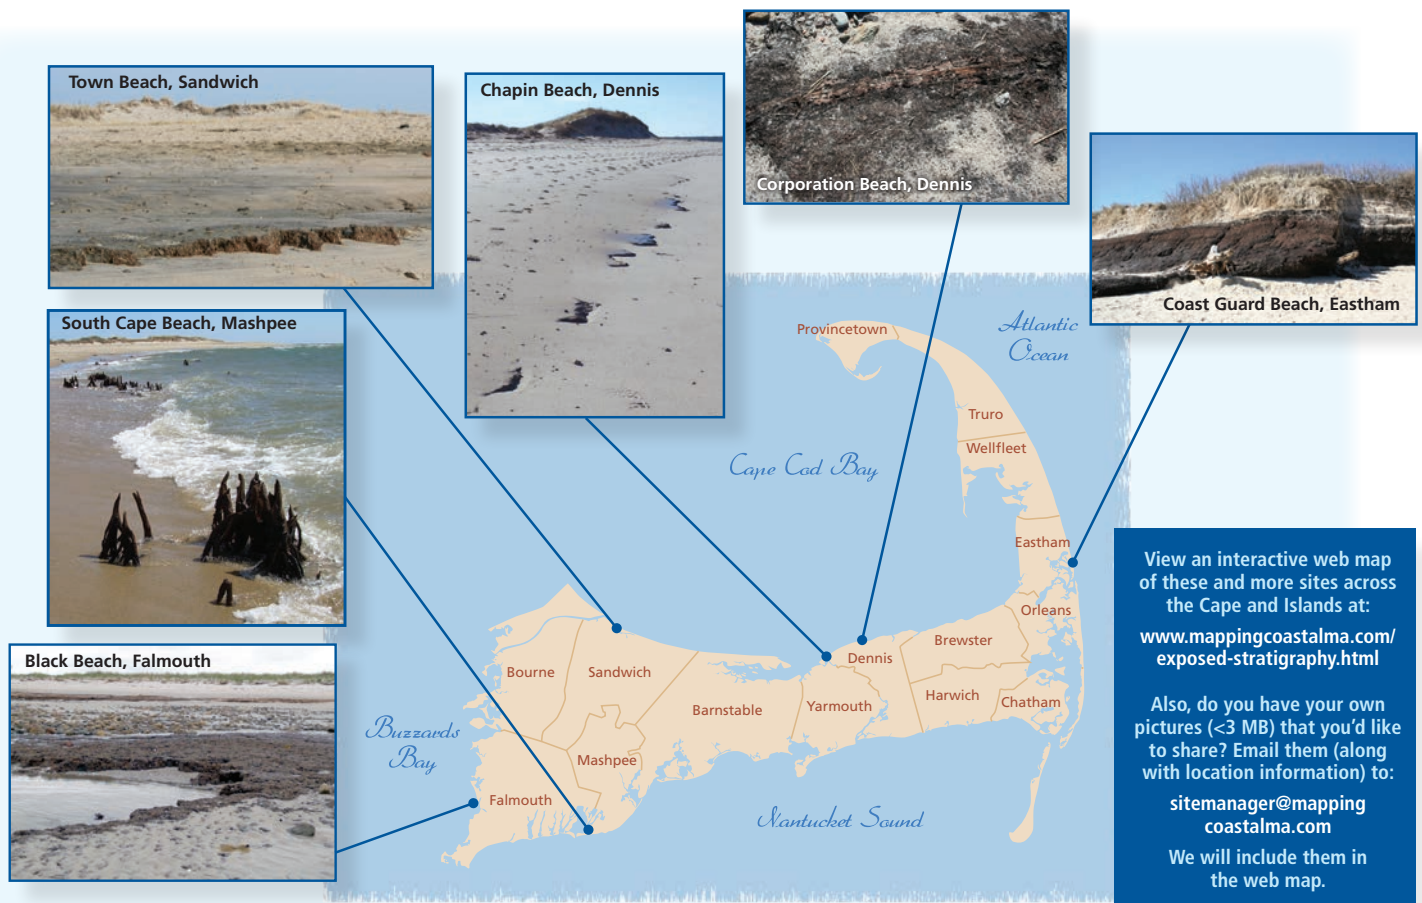 Town Beach, Sandwich
Chapin Beach, Dennis
Corporation Beach, Dennis
Coast Guard Beach, Eastham
South Cape Beach, Mashpee
Black Beach, Falmouth
Provincetown
Atlantic
Ocean
Truro
Wellfleet
Cape Cod Bay
Eastham
Orleans
Brewster
Dennis
Harwich
Chatham
Yarmouth
Barnstable
Sandwich
Bourne
Mashpee
Buzzards
Bay
Falmouth
Nantucket Sound
View an interactive web map
of these and more sites across
the Cape and Islands at:
www.mappingcoastalma.com/
exposed-stratigraphy.html
Also, do you have your own
pictures (<3 MB) that you'd like
to share? Email them (along
with location information) to:
sitemanager@mapping
coastalma.com
We will include them in
the web map.